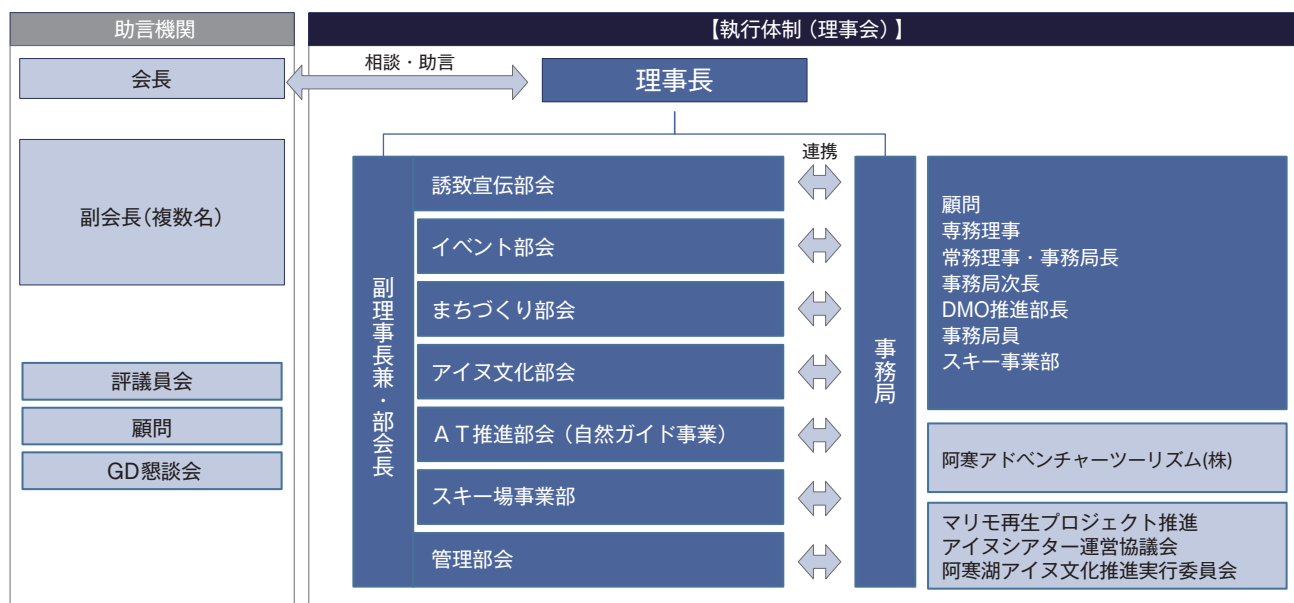 助言機関
会長
副会長(複数名)
評議員会
顧問
GD懇談会
【執行体制(理事会)】
相談・助言
理事長
副理事長兼・部会長
誘致宣伝部会
イベント部会
まちづくり部会
アイヌ文化部会
AT推進部会(自然ガイド事業)
スキー場事業部
管理部会
連携
事務局
顧問
専務理事
常務理事・事務局長
事務局次長
DMO推進部長
事務局員
スキー事業部
阿寒アドベンチャーツーリズム(株)
マリモ再生プロジェクト推進
アイヌシアター運営協議会
阿寒湖アイヌ文化推進実行委員会